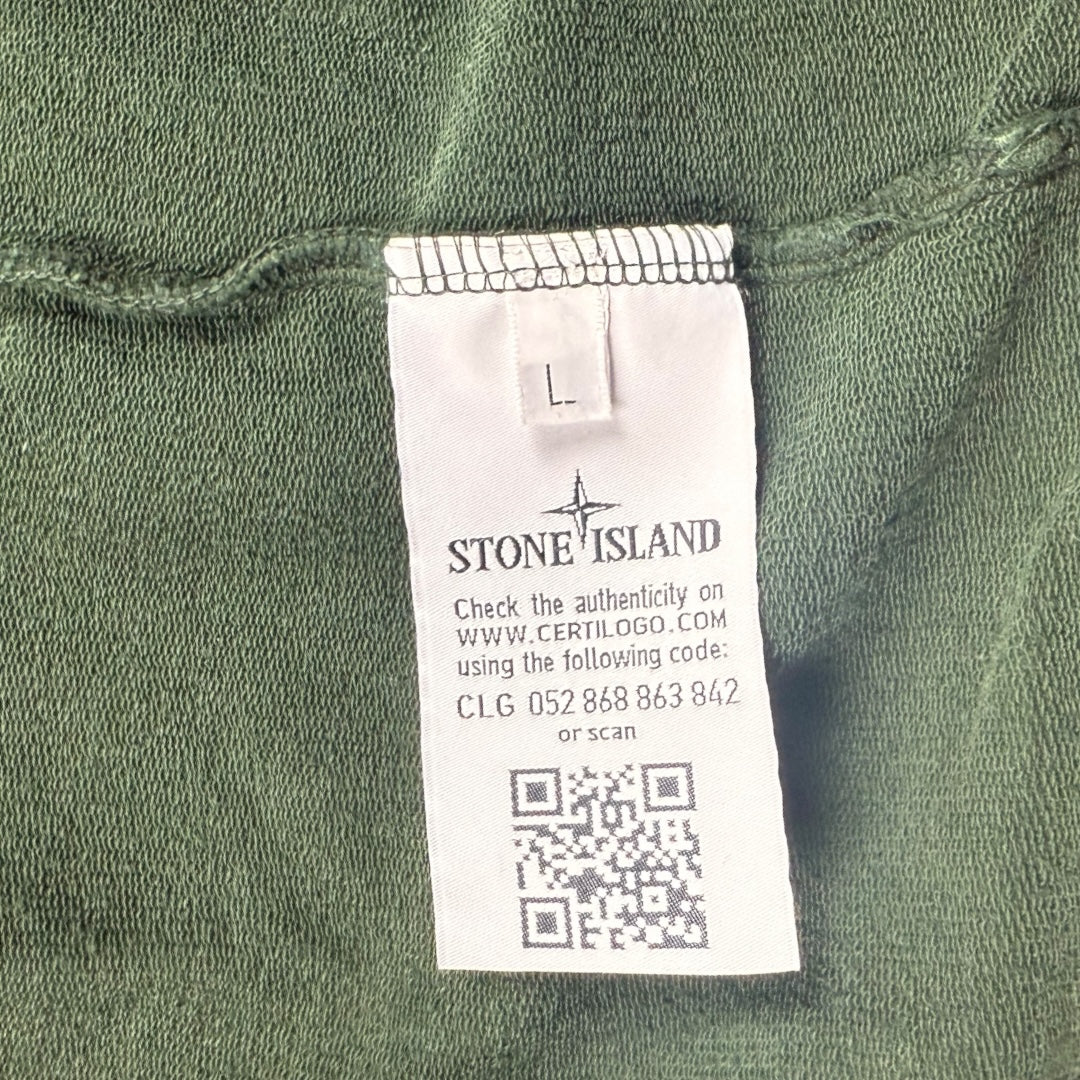 L
STONE ISLAND
Check the authenticity on
WWW.CERTILOGO.COM
using the following code:
CLG 052 868 863 842
or scan